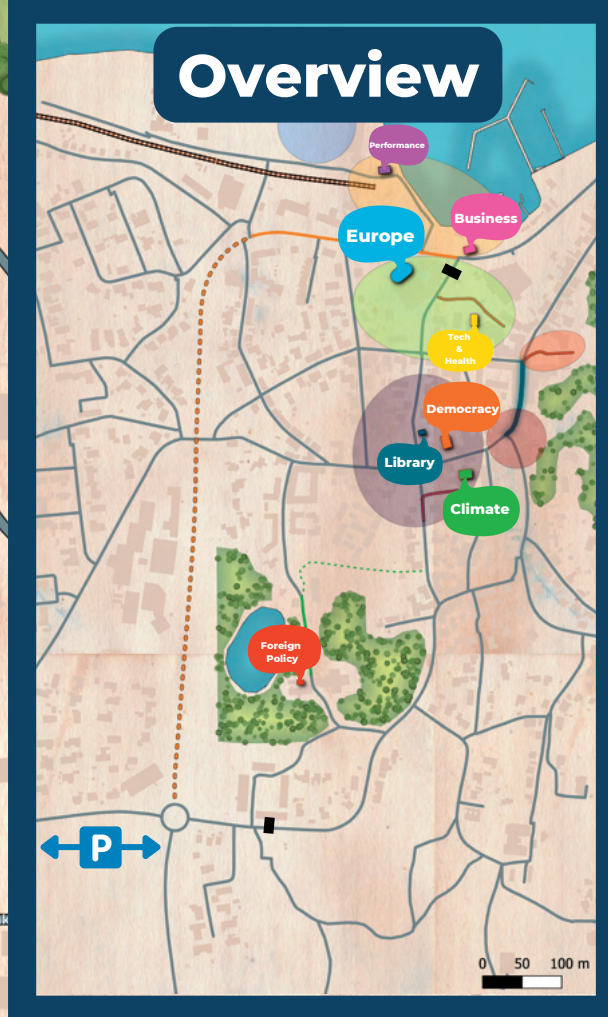 Overview
Performance
Business
Europe
Tech
&
Health
Democracy
Library
Climate
Foreign
Policy
P
0 50 100 m